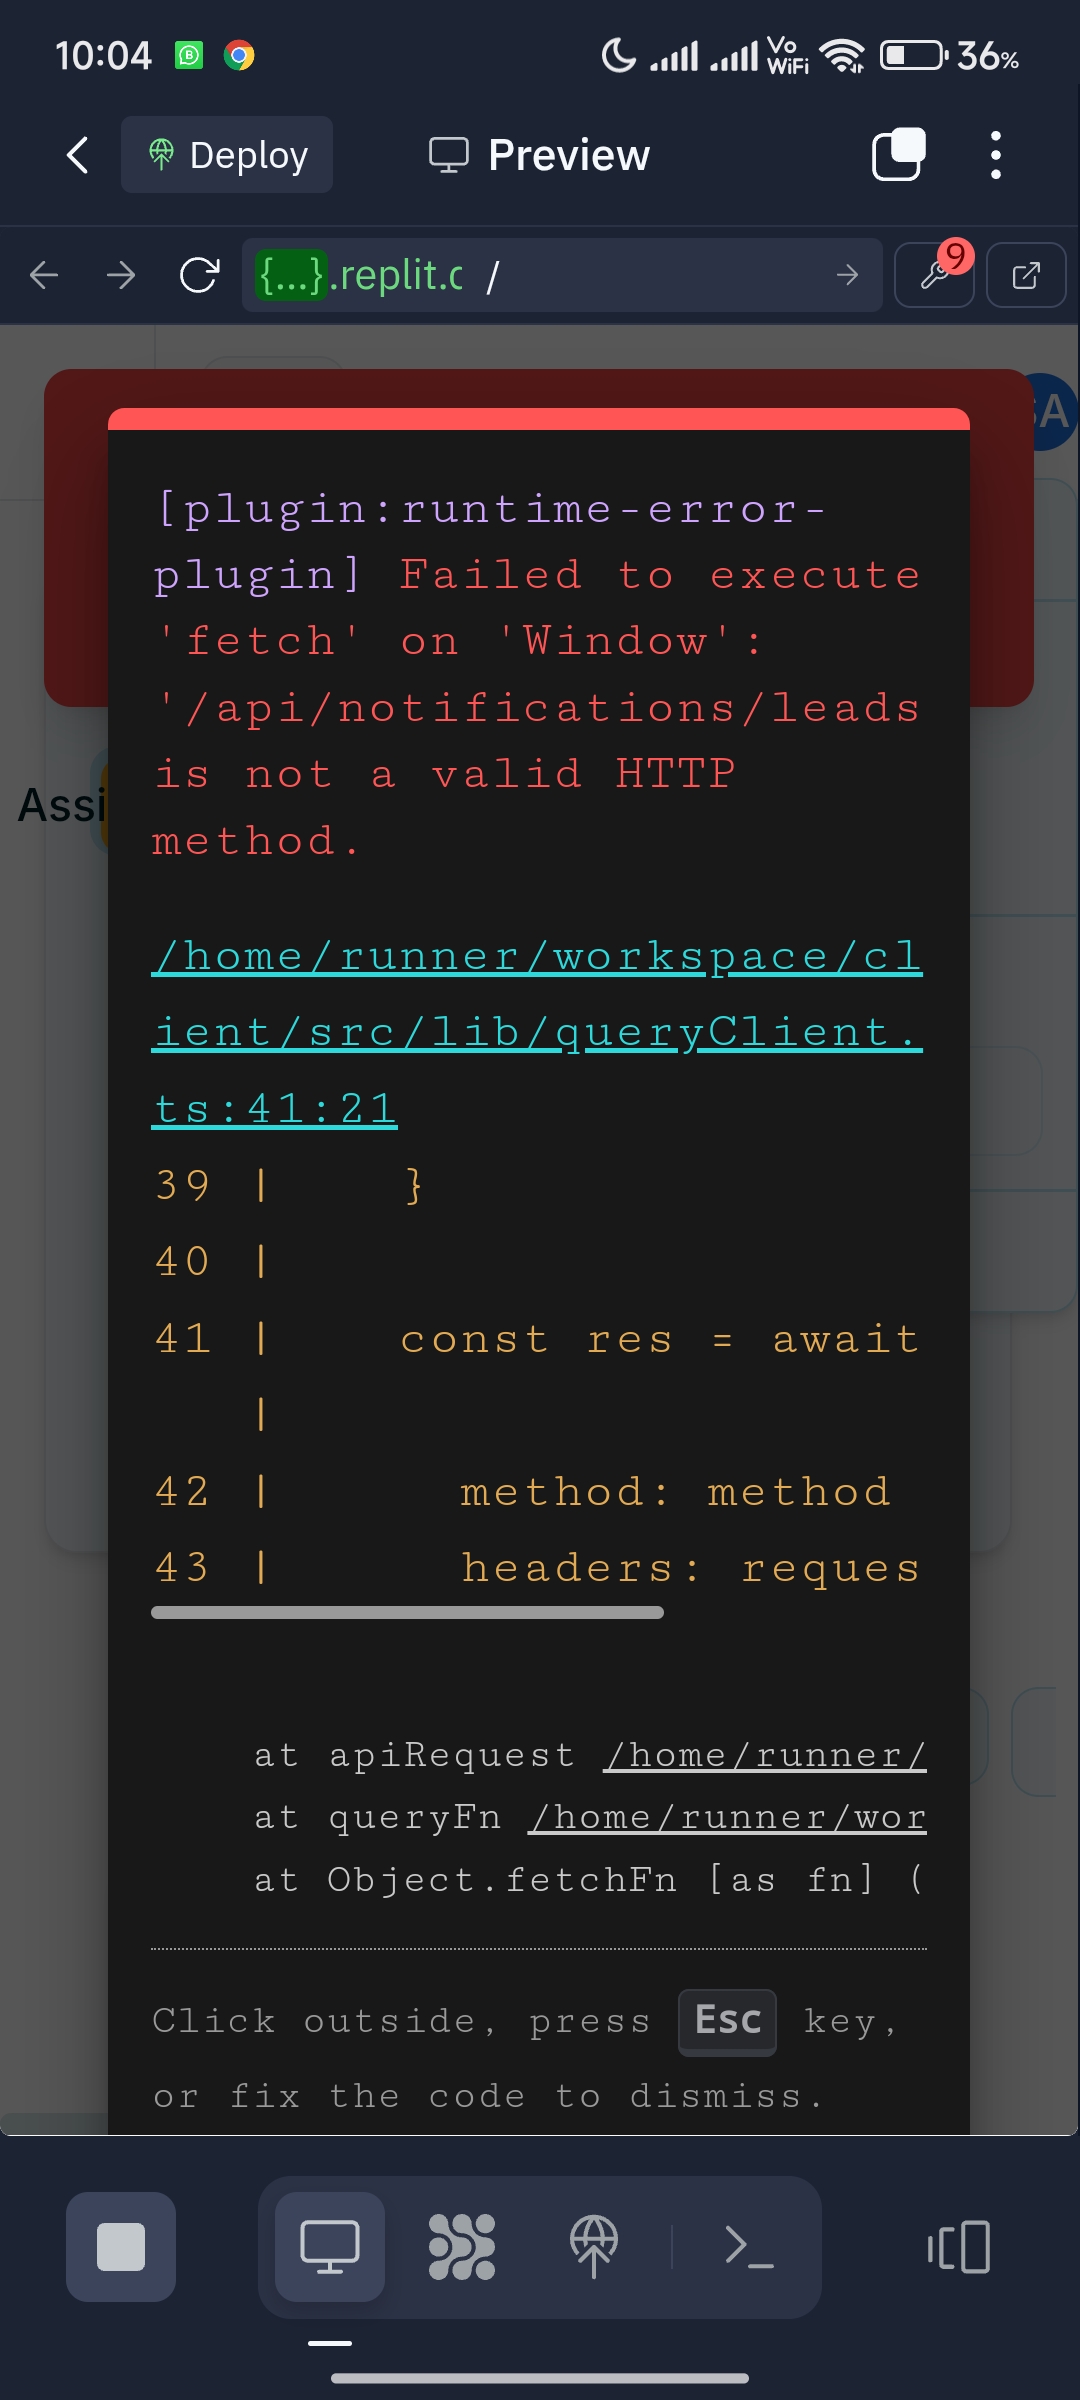 10:04
Vo
WiFi
36%
Deploy
Preview
{...}.replit.c /
9
[plugin:runtime-error-
plugin] Failed to execute
'fetch' on 'Window':
'/api/notifications/leads
is not a valid HTTP
method.
/home/runner/workspace/cl
ient/src/lib/queryClient.
ts:41:21
39 | }
40 |
41 | const res = await
|
42 | method: method
43 | headers: reques
at apiRequest /home/runner/
at queryFn /home/runner/wor
at Object.fetchFn [as fn] (
Click outside, press Esc key,
or fix the code to dismiss.
Assi